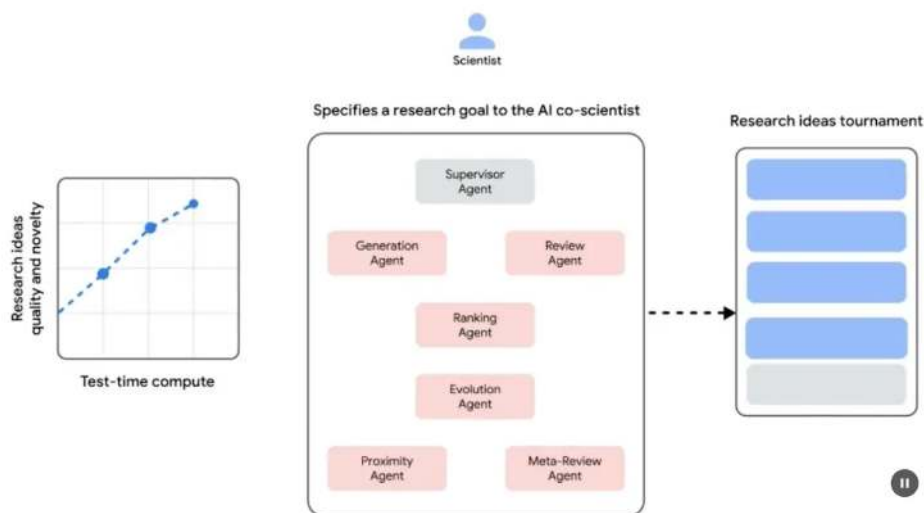 Scientist
Specifies a research goal to the AI co-scientist
Research ideas tournament
Research ideas
quality and novelty
Test-time compute
Supervisor
Agent
Generation
Agent
Review
Agent
Ranking
Agent
Evolution
Agent
Proximity
Agent
Meta-Review
Agent